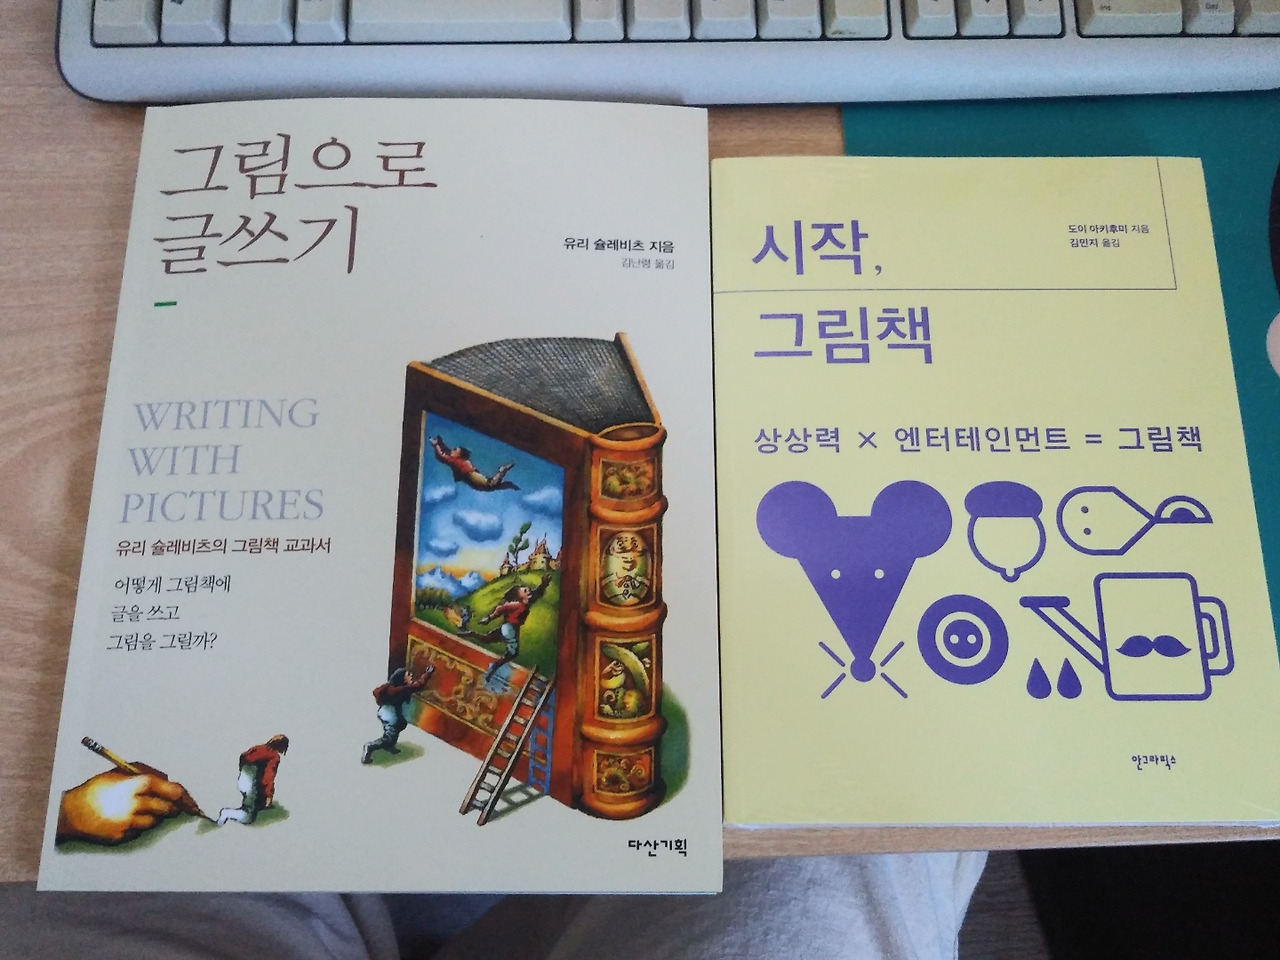 그림으로
글쓰기
유리 슐레비츠 지음
김난령 옮김
WRITING
WITH
PICTURES
유리 슐레비츠의 그림책 교과서
어떻게 그림책에
글을 쓰고
그림을 그릴까?
다산기획
시작,
도이 아키후미 지음
김민지 옮김
그림책
상상력 × 엔터테인먼트 = 그림책
안그라픽스